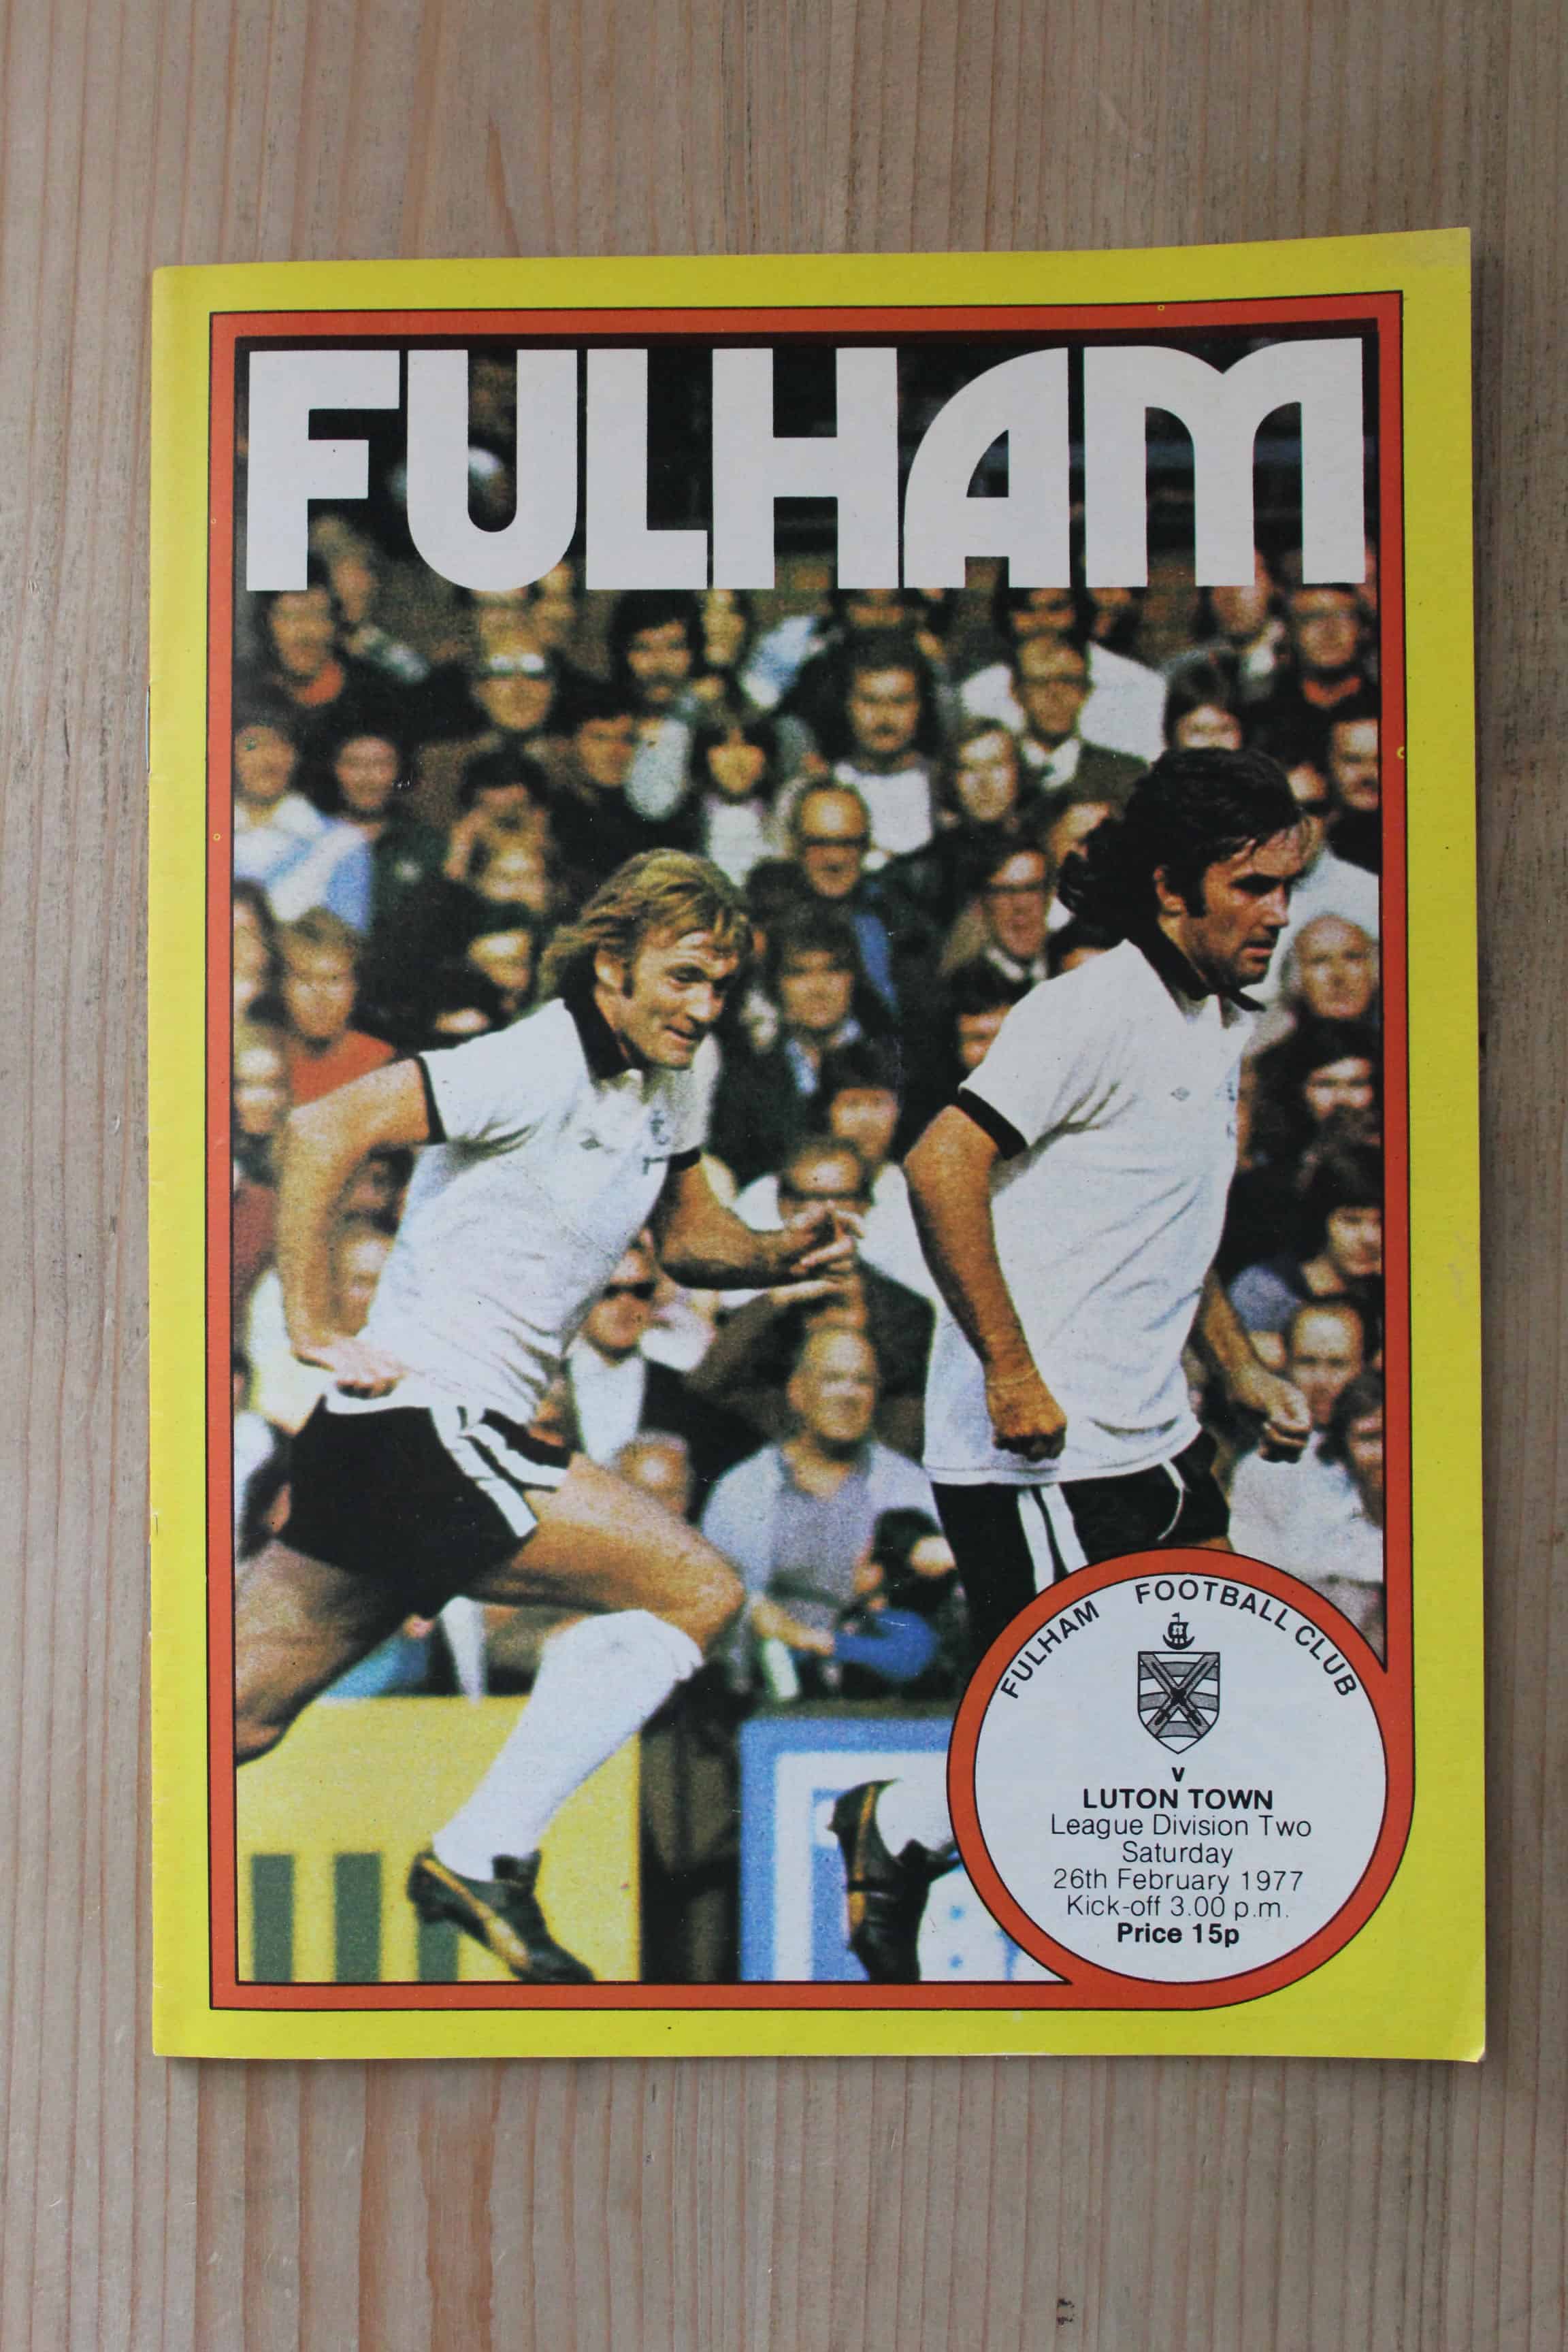 FULHAM
FULHAM FOOTBALL CLUB
v
LUTON TOWN
League Division Two
Saturday
26th February 1977
Kick-off 3.00 p.m.
Price 15p